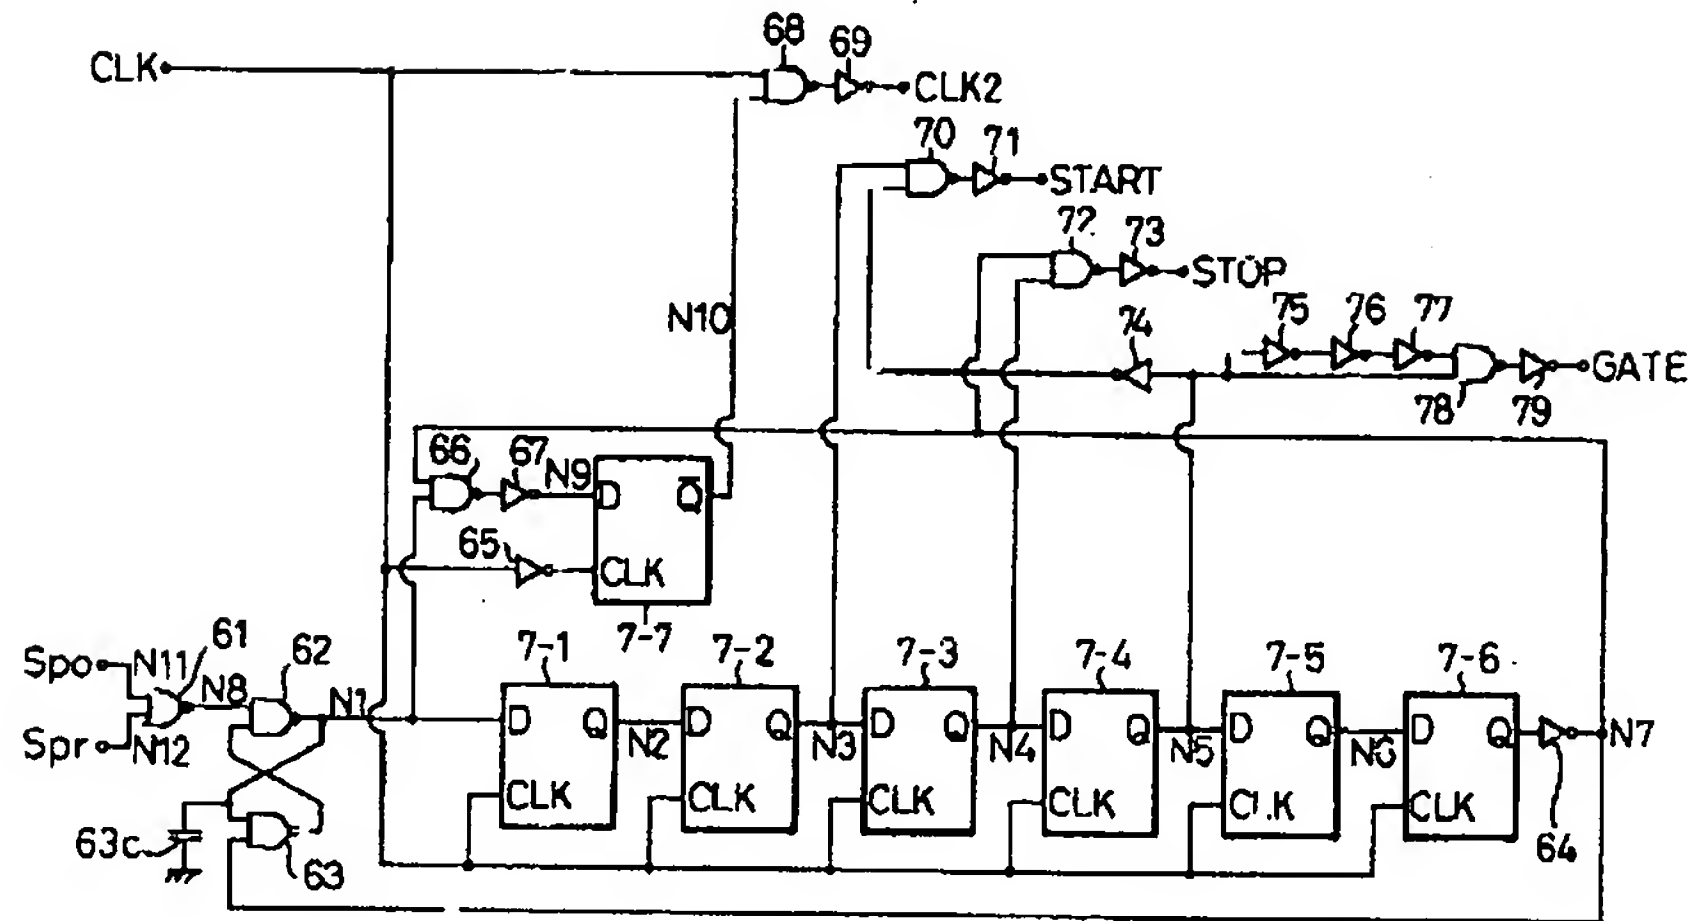 68
69
CLK
CLK2
70
71
START
72
73
STOP
N10
74
75
76
77
GATE
78
79
66
67
N9
D
Q̅
65
CLK
7-7
61
62
Spo
N11
N8
N1
Spr
N12
7-1
7-2
7-3
7-4
7-5
7-6
D
Q
N2
D
Q
N3
D
Q
N4
D
Q
N5
D
Q
N6
D
Q
N7
CLK
CLK
CLK
CLK
CLK
CLK
63c
63
64